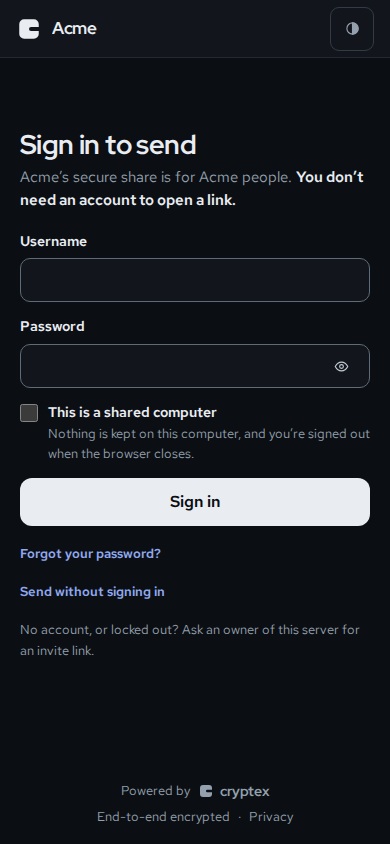 Acme
Sign in to send
Acme’s secure share is for Acme people. You don’t
need an account to open a link.
Username
Password
This is a shared computer
Nothing is kept on this computer, and you’re signed out
when the browser closes.
Sign in
Forgot your password?
Send without signing in
No account, or locked out? Ask an owner of this server for
an invite link.
Powered by cryptex
End-to-end encrypted · Privacy